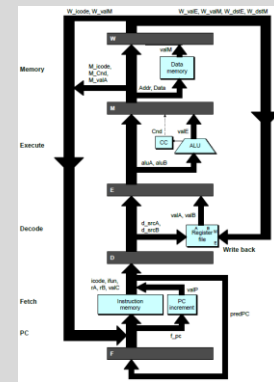 W_icode, W_valM
W_valE, W_valM, W_dstE, W_dstM
W
valM
Memory
Data
memory
M_icode,
M_Cnd,
M_valA
Addr, Data
M
Cnd
valE
CC
ALU
Execute
aluA, aluB
E
valA, valB
d_srcA,
d_srcB
Decode
A
B
Register
file
M
E
Write back
D
icode, ifun,
rA, rB, valC
valP
Fetch
Instruction
memory
PC
increment
predPC
PC
f_pc
F